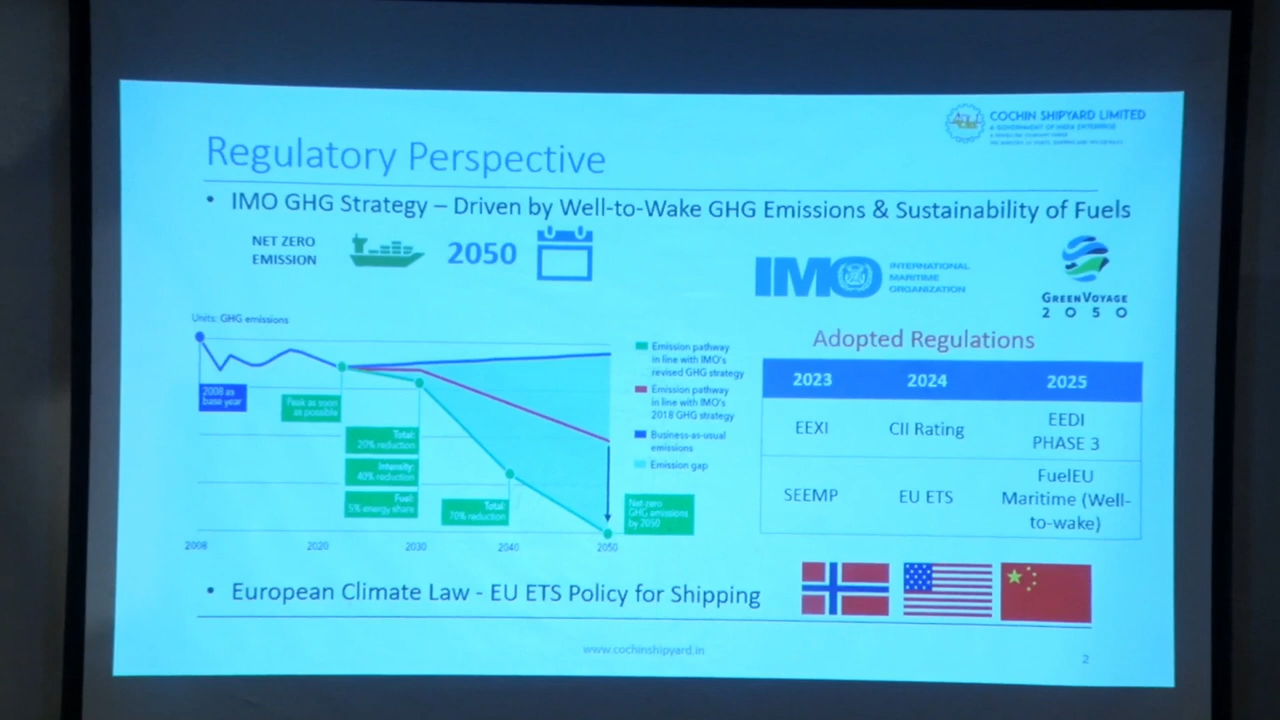 COCHIN SHIPYARD LIMITED
A GOVERNMENT OF INDIA ENTERPRISE
Regulatory Perspective
• IMO GHG Strategy – Driven by Well-to-Wake GHG Emissions & Sustainability of Fuels
NET ZERO
EMISSION
2050
IMO
INTERNATIONAL
MARITIME
ORGANIZATION
GREENVOYAGE
2 0 5 0
Units: GHG emissions
2008 as
base year
Peak as soon
as possible
Total:
20% reduction
Intensity:
40% reduction
Fuel:
5% energy share
Total:
70% reduction
Net-zero
GHG emissions
by 2050
2008
2020
2030
2040
2050
Emission pathway
in line with IMO's
revised GHG strategy
Emission pathway
in line with IMO's
2018 GHG strategy
Business-as-usual
emissions
Emission gap
Adopted Regulations
2023 2024 2025
EEXI CII Rating EEDI
PHASE 3
SEEMP EU ETS FuelEU
Maritime (Well-
to-wake)
• European Climate Law - EU ETS Policy for Shipping
www.cochinshipyard.in
2